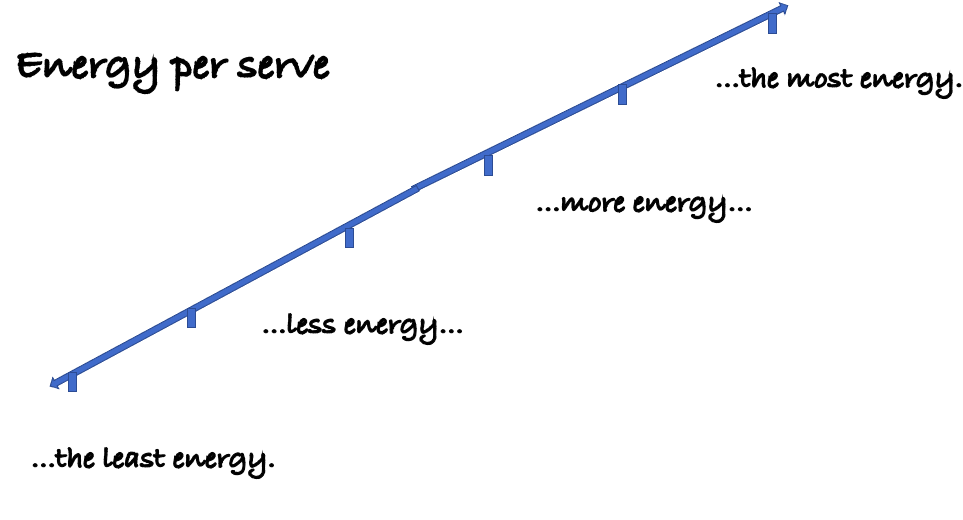 Energy per serve
...the most energy.
...more energy...
...less energy...
...the least energy.